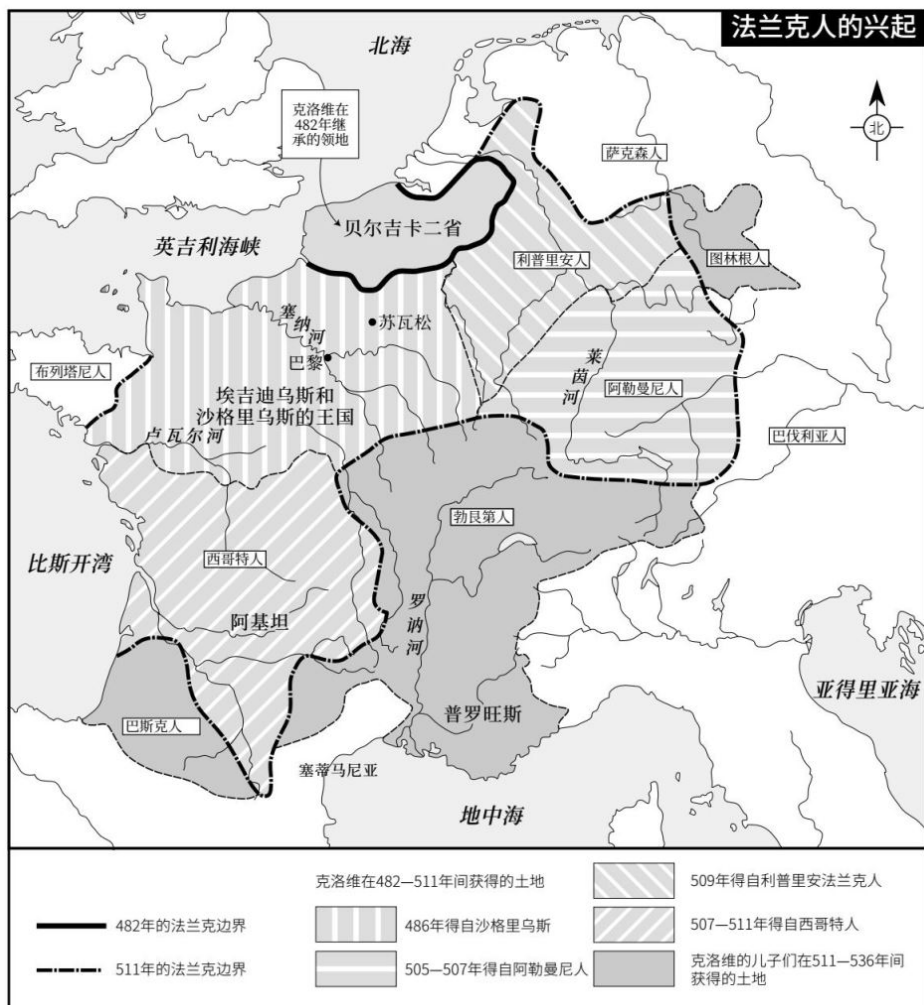 法兰克人的兴起
北海
克洛维在
482年继
承的领地
北
萨克森人
贝尔吉卡二省
英吉利海峡
利普里安人
图林根人
塞纳河
苏瓦松
巴黎
莱茵河
布列塔尼人
埃吉迪乌斯和
沙格里乌斯的王国
阿勒曼尼人
卢瓦尔河
巴伐利亚人
勃艮第人
西哥特人
比斯开湾
阿基坦
罗讷河
亚得里亚海
普罗旺斯
巴斯克人
塞蒂马尼亚
地中海
482年的法兰克边界
511年的法兰克边界
克洛维在482—511年间获得的土地
486年得自沙格里乌斯
505—507年得自阿勒曼尼人
509年得自利普里安法兰克人
507—511年得自西哥特人
克洛维的儿子们在511—536年间
获得的土地